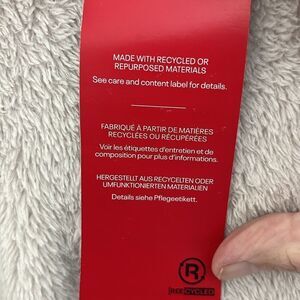 MADE WITH RECYCLED OR
REPURPOSED MATERIALS
See care and content label for details.
FABRIQUÉ À PARTIR DE MATIÈRES
RECYCLÉES OU RÉCUPÉRÉES
Voir les étiquettes d'entretien et de
composition pour plus d'informations.
HERGESTELLT AUS RECYCELTEN ODER
UMFUNKTIONIERTEN MATERIALIEN
Details siehe Pflegeetikett.
R